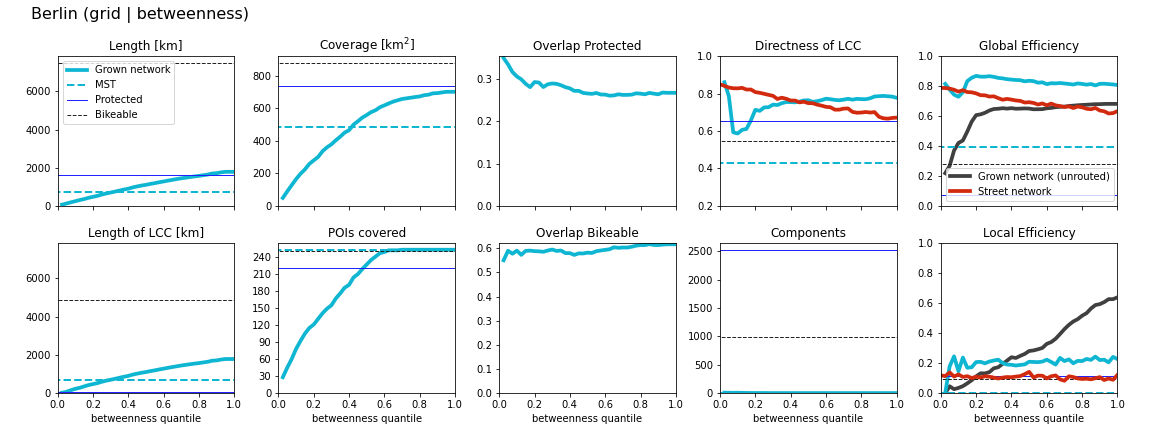 Berlin (grid | betweenness)
Length [km]
Coverage [km²]
Overlap Protected
Directness of LCC
Global Efficiency
6000
4000
2000
0
Grown network
MST
Protected
Bikeable
800
600
400
200
0
0.3
0.2
0.1
0.0
1.0
0.8
0.6
0.4
0.2
1.0
0.8
0.6
0.4
0.2
0.0
Grown network (unrouted)
Street network
Length of LCC [km]
POIs covered
Overlap Bikeable
Components
Local Efficiency
6000
4000
2000
0
0.0 0.2 0.4 0.6 0.8 1.0
betweenness quantile
240
210
180
150
120
90
60
30
0.0 0.2 0.4 0.6 0.8 1.0
betweenness quantile
0.6
0.5
0.4
0.3
0.2
0.1
0.0
0.0 0.2 0.4 0.6 0.8 1.0
betweenness quantile
2500
2000
1500
1000
500
0
0.0 0.2 0.4 0.6 0.8 1.0
betweenness quantile
1.0
0.8
0.6
0.4
0.2
0.0
0.0 0.2 0.4 0.6 0.8 1.0
betweenness quantile